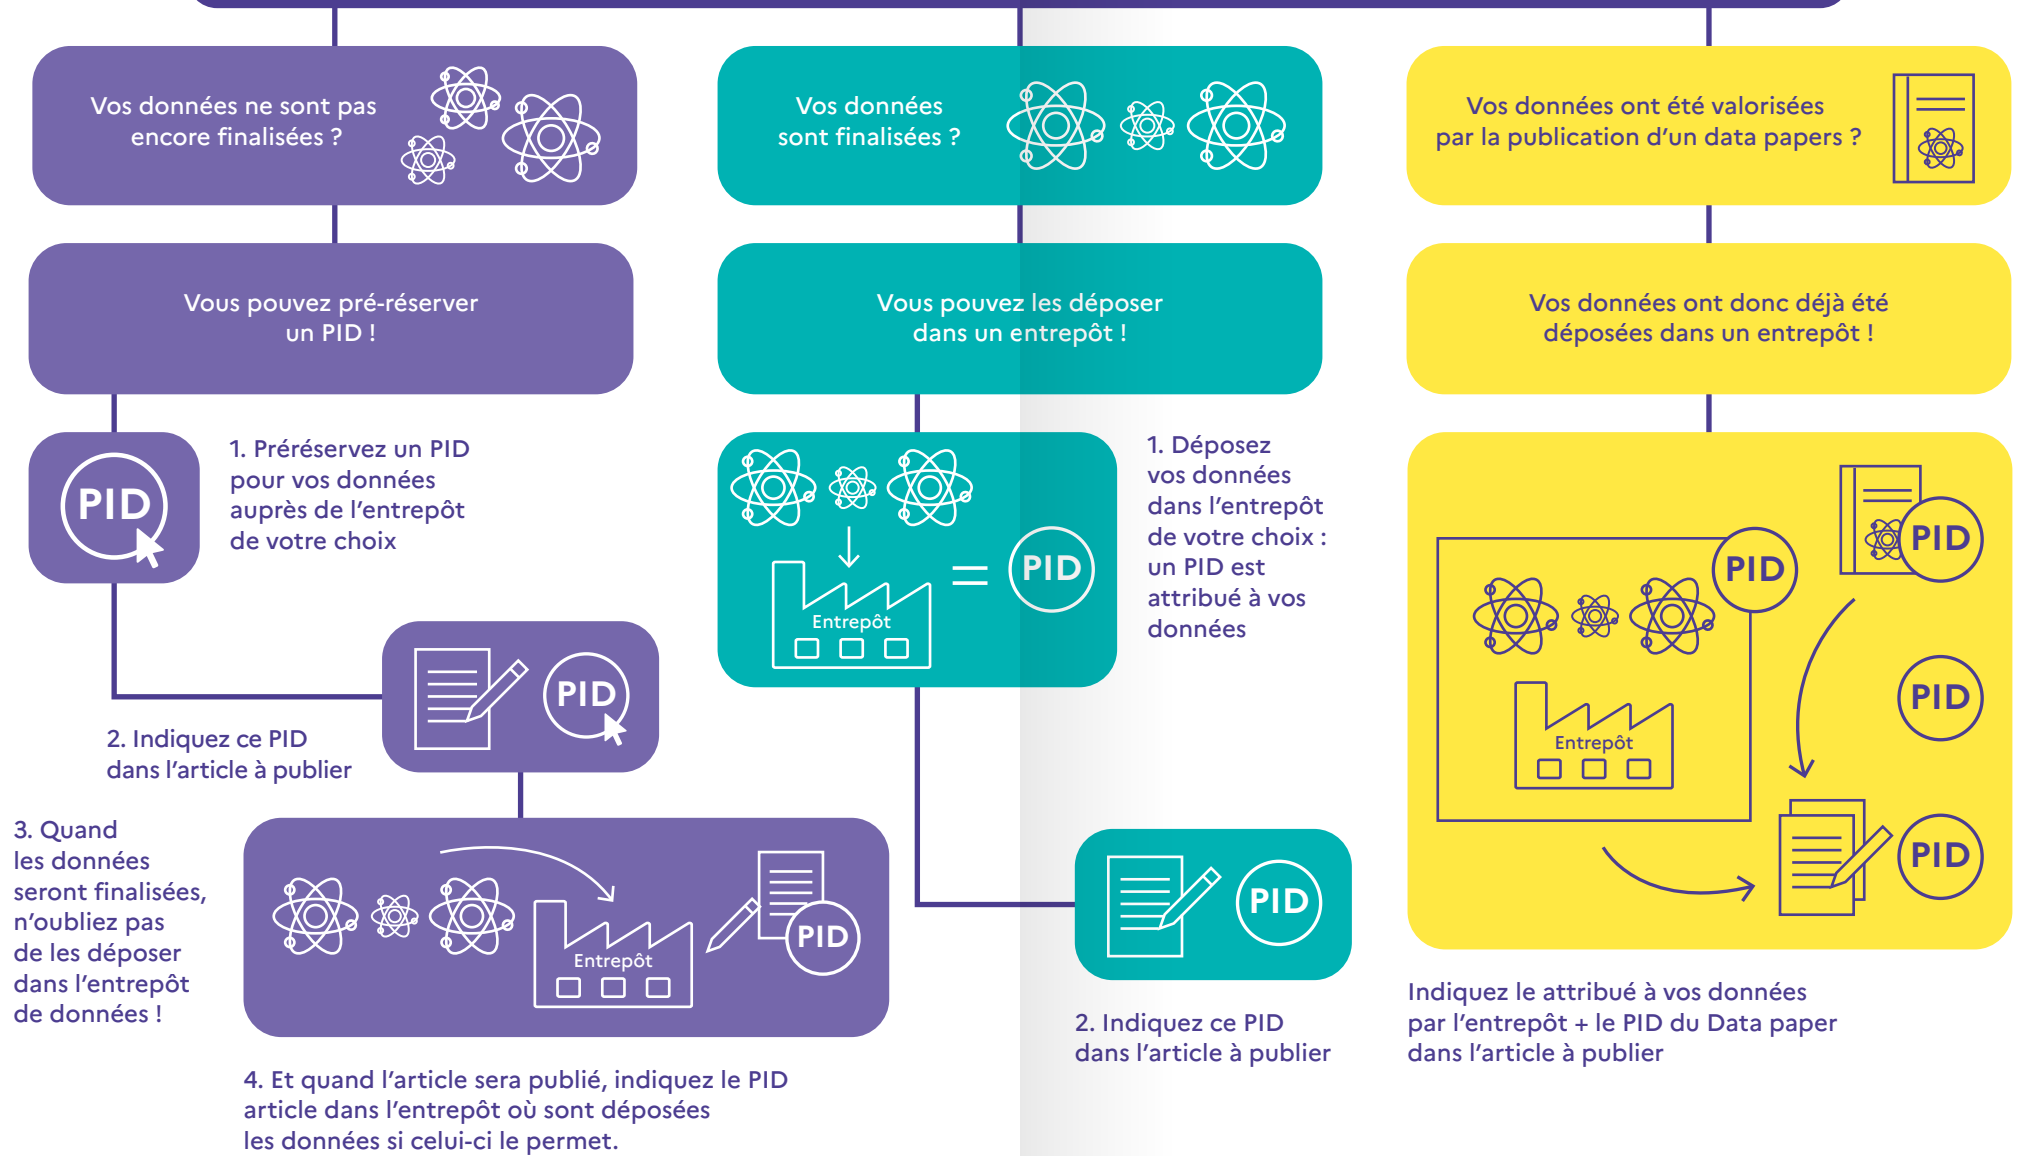 Vos données ne sont pas
encore finalisées ?
Vous pouvez pré-réserver
un PID !
PID
1. Préréservez un PID
pour vos données
auprès de l’entrepôt
de votre choix
PID
2. Indiquez ce PID
dans l’article à publier
3. Quand
les données
seront finalisées,
n’oubliez pas
de les déposer
dans l’entrepôt
de données !
Entrepôt
PID
4. Et quand l’article sera publié, indiquez le PID
article dans l’entrepôt où sont déposées
les données si celui-ci le permet.
Vos données
sont finalisées ?
Vous pouvez les déposer
dans un entrepôt !
Entrepôt
=
PID
1. Déposez
vos données
dans l’entrepôt
de votre choix :
un PID est
attribué à vos
données
PID
2. Indiquez ce PID
dans l’article à publier
Vos données ont été valorisées
par la publication d’un data papers ?
Vos données ont donc déjà été
déposées dans un entrepôt !
PID
PID
PID
Entrepôt
PID
Indiquez le attribué à vos données
par l’entrepôt + le PID du Data paper
dans l’article à publier